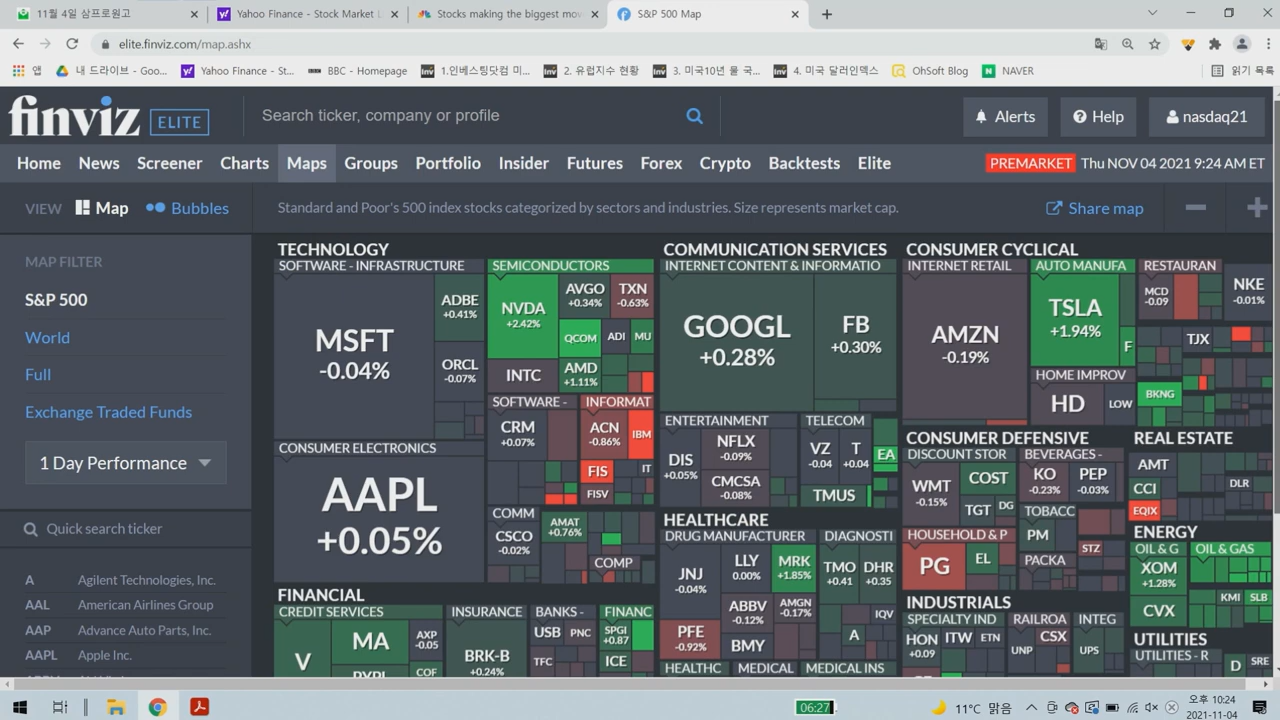 11월 4일 삼프로원고
Yahoo Finance - Stock Market L
Stocks making the biggest mov
S&P 500 Map
elite.finviz.com/map.ashx
앱
내 드라이브 - Goo...
Yahoo Finance - S...
BBC - Homepage
1.인베스팅닷컴 미...
2. 유럽지수 현황
3. 미국10년 물 국...
4. 미국 달러인덱스
OhSoft Blog
NAVER
읽기 목록
finviz ELITE
Search ticker, company or profile
Alerts
Help
nasdaq21
Home News Screener Charts Maps Groups Portfolio Insider Futures Forex Crypto Backtests Elite
PREMARKET Thu NOV 04 2021 9:24 AM ET
VIEW Map Bubbles
Standard and Poor's 500 index stocks categorized by sectors and industries. Size represents market cap.
Share map
MAP FILTER
S&P 500
World
Full
Exchange Traded Funds
1 Day Performance
Quick search ticker
A Agilent Technologies, Inc.
AAL American Airlines Group
AAP Advance Auto Parts, Inc.
AAPL Apple Inc.
TECHNOLOGY
SOFTWARE - INFRASTRUCTURE
MSFT
-0.04%
ADBE
+0.41%
ORCL
-0.07%
SEMICONDUCTORS
NVDA
+2.42%
AVGO
+0.34%
TXN
-0.63%
QCOM
ADI
MU
INTC
AMD
+1.11%
SOFTWARE -
CRM
+0.07%
INFORMAT
ACN
-0.86%
IBM
FIS
IT
FISV
CONSUMER ELECTRONICS
AAPL
+0.05%
COMM
CSCO
-0.02%
AMAT
+0.76%
COMP
FINANCIAL
CREDIT SERVICES
V
MA
PYPL
AXP
-0.05
COF
INSURANCE
BRK-B
+0.24%
BANKS -
USB
PNC
TFC
FINANC
SPGI
+0.87
ICE
COMMUNICATION SERVICES
INTERNET CONTENT & INFORMATIO
GOOGL
+0.28%
FB
+0.30%
ENTERTAINMENT
DIS
+0.05%
NFLX
-0.09%
CMCSA
-0.08%
TELECOM
VZ
-0.04
T
+0.04
TMUS
EA
HEALTHCARE
DRUG MANUFACTURER
JNJ
-0.04%
LLY
0.00%
MRK
+1.85%
ABBV
-0.12%
AMGN
-0.17%
PFE
-0.92%
BMY
DIAGNOSTI
TMO
+0.41
DHR
+0.35
IQV
A
HEALTHC
MEDICAL
MEDICAL INS
CONSUMER CYCLICAL
INTERNET RETAIL
AMZN
-0.19%
AUTO MANUFA
TSLA
+1.94%
F
RESTAURAN
MCD
-0.09
NKE
-0.01%
TJX
HOME IMPROV
HD
LOW
BKNG
CONSUMER DEFENSIVE
DISCOUNT STOR
WMT
-0.15%
COST
TGT
DG
BEVERAGES -
KO
-0.23%
PEP
-0.03%
TOBACC
PM
HOUSEHOLD & P
PG
EL
PACKA
STZ
REAL ESTATE
AMT
CCI
DLR
EQIX
ENERGY
OIL & G
XOM
+1.28%
CVX
OIL & GAS
KMI
SLB
INDUSTRIALS
SPECIALTY IND
HON
+0.09
ITW
ETN
RAILROA
UNP
CSX
INTEG
UPS
UTILITIES
UTILITIES - R
D
SRE
06:27
11°C 맑음
오후 10:24
2021-11-04